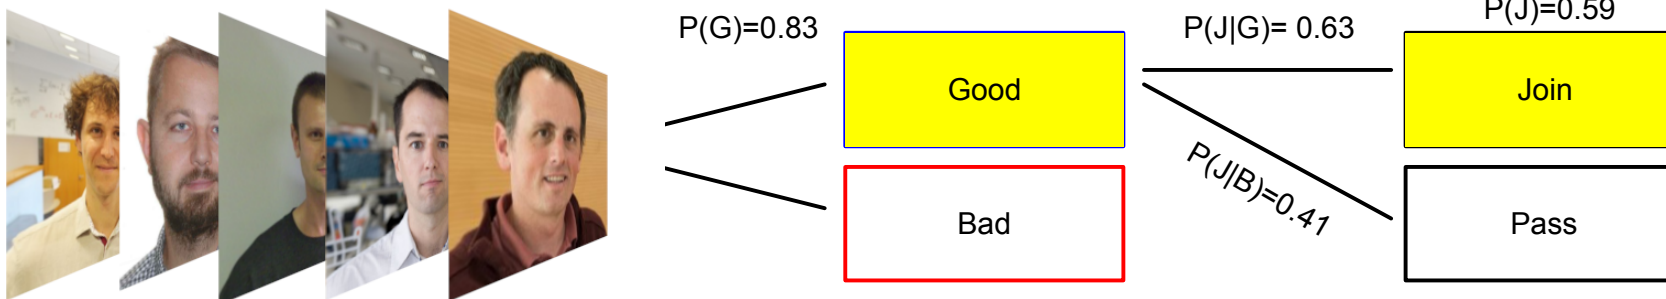 P(G)=0.83
P(J|G)= 0.63
P(J)=0.59
Good
Join
P(J|B)=0.41
Bad
Pass